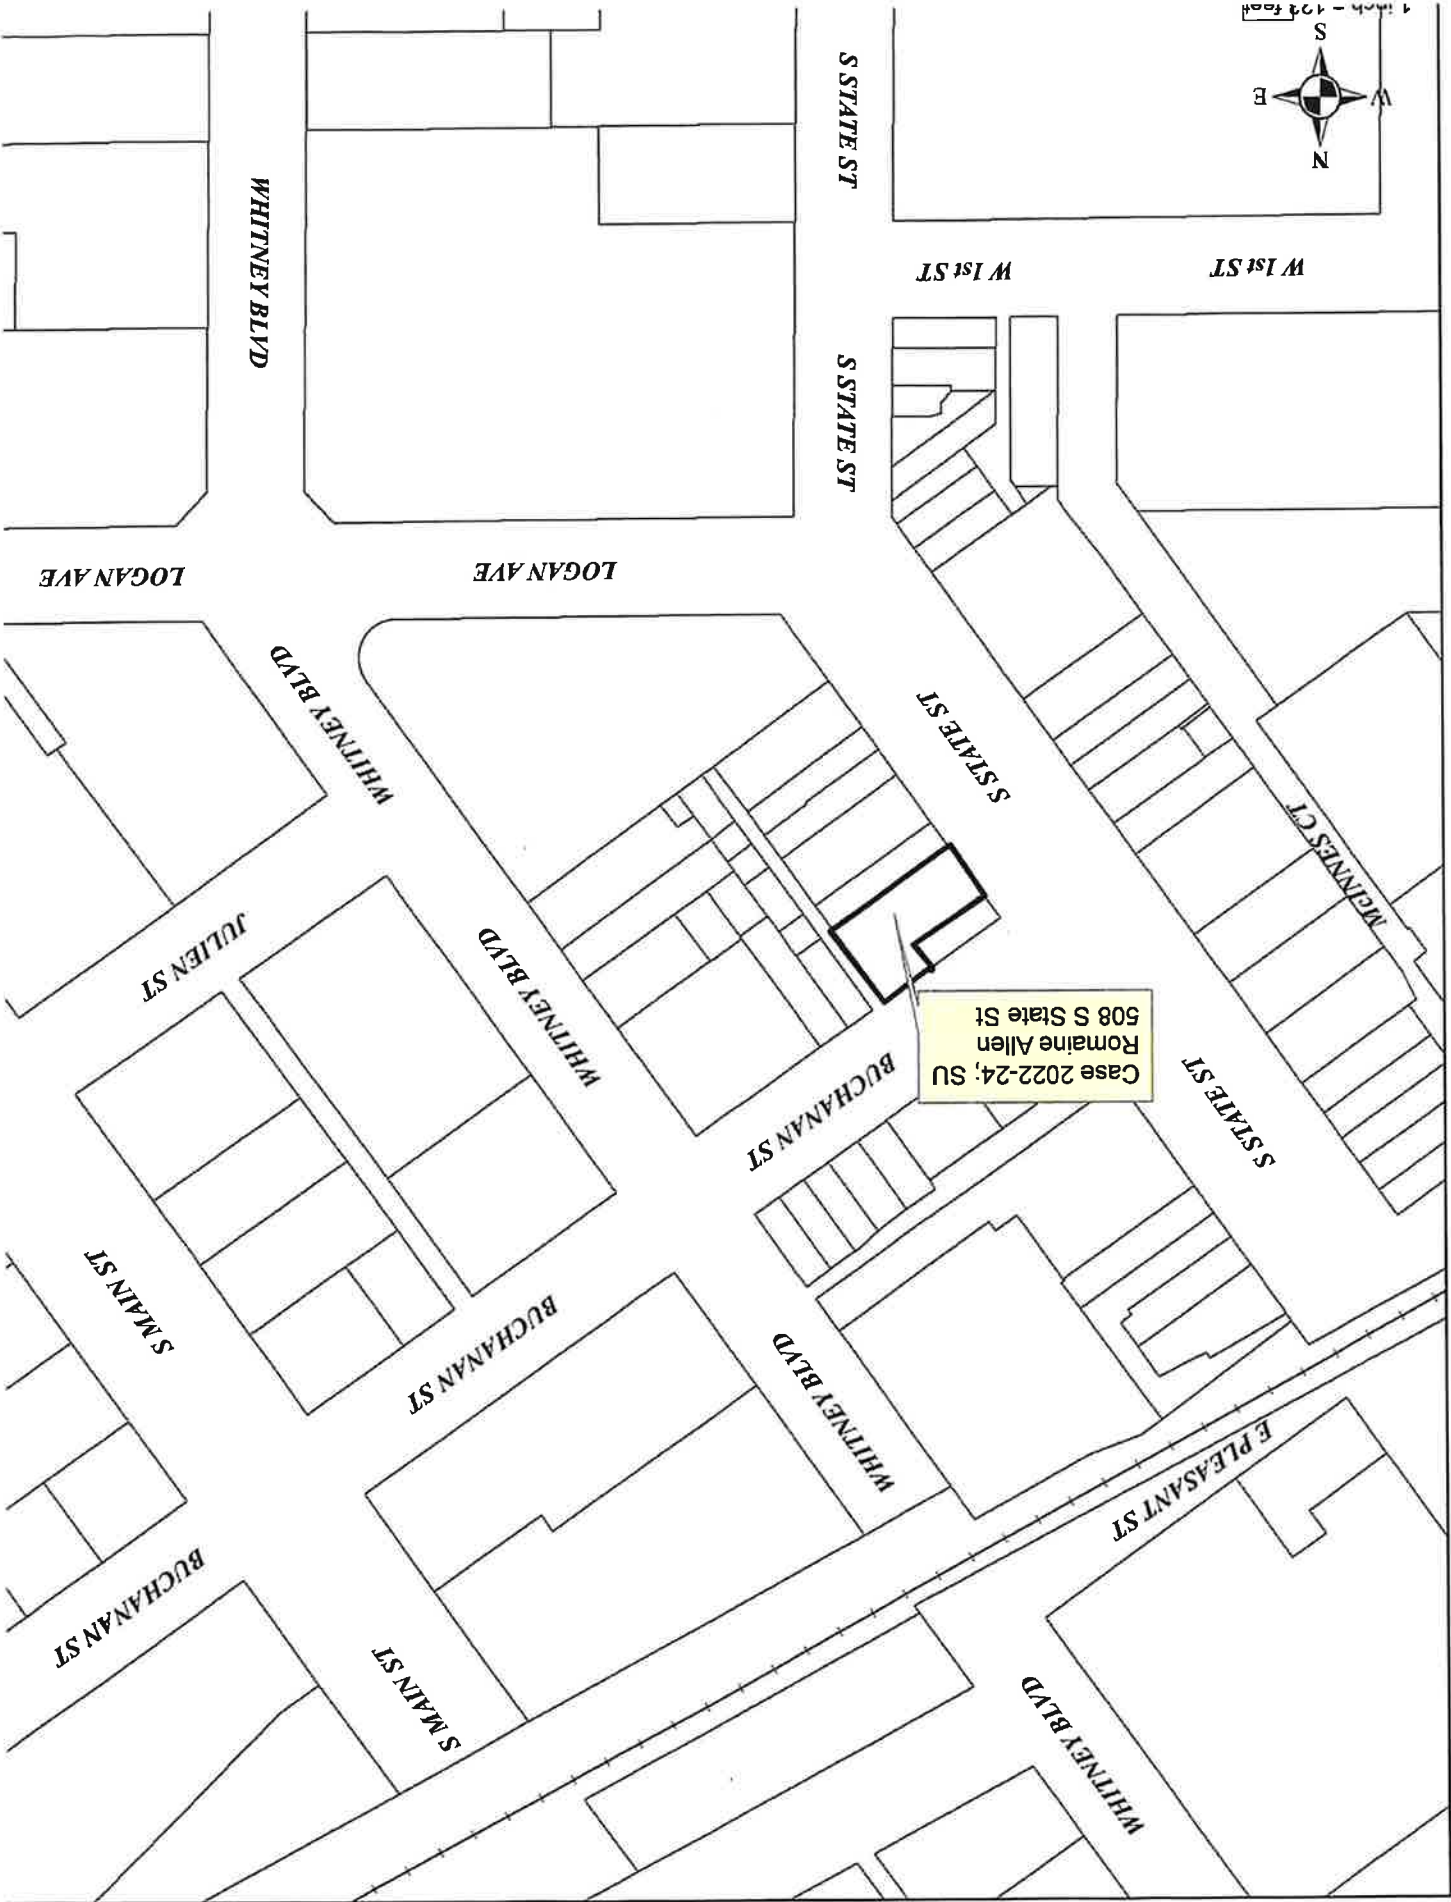 WHITNEY BLVD
S MAIN ST
BUCHANAN ST
E PLEASANT ST
WHITNEY BLVD
BUCHANAN ST
S MAIN ST
S STATE ST
BUCHANAN ST
Case 2022-24; SU
Romaine Allen
508 S State St
WHITNEY BLVD
JULIEN ST
McINNES CT
S STATE ST
WHITNEY BLVD
LOGAN AVE
LOGAN AVE
S STATE ST
W 1st ST
W 1st ST
WHITNEY BLVD
N
W
E
S
S STATE ST
1 inch = 123 feet